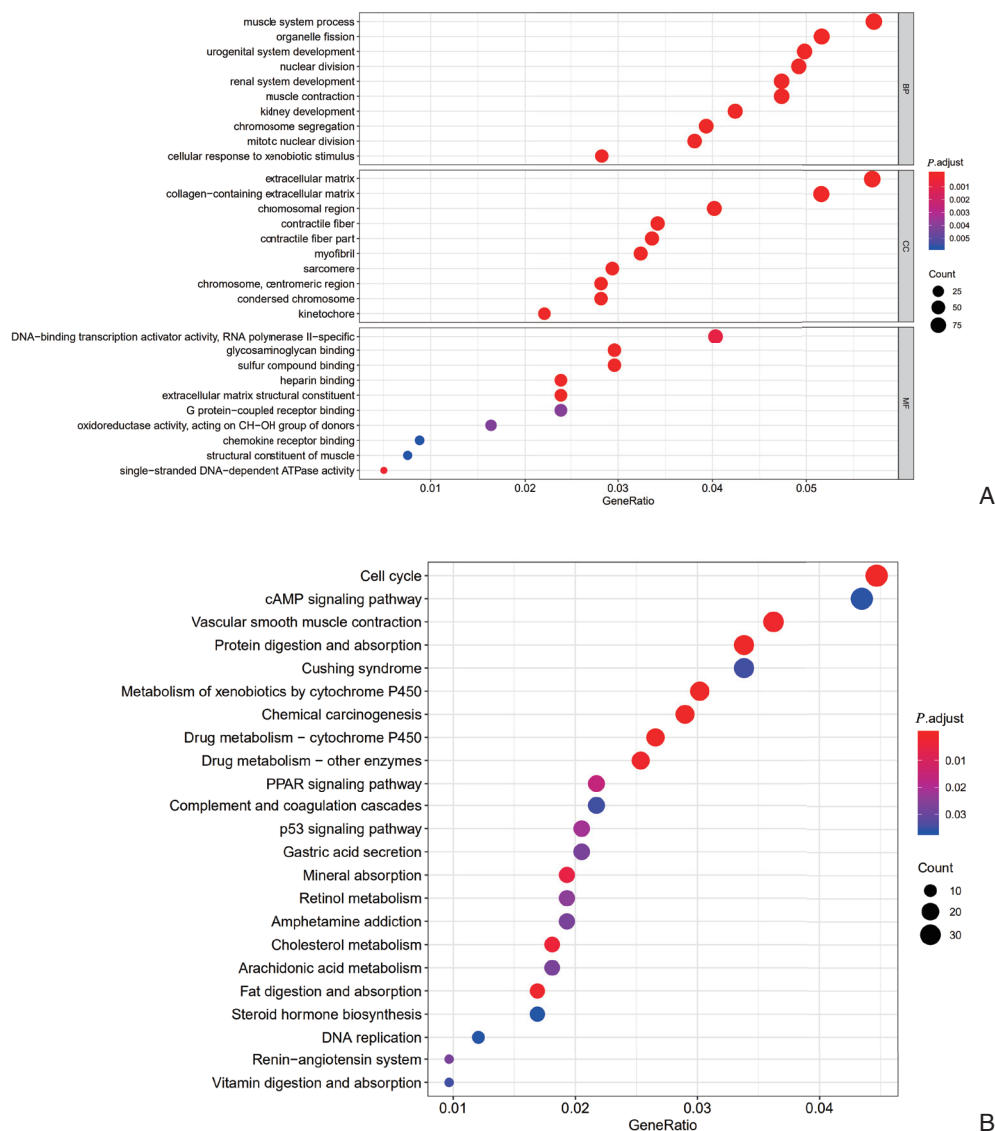 muscle system process
organelle fission
urogenital system development
nuclear division
renal system development
muscle contraction
kidney development
chromosome segregation
mitotc nuclear division
cellular response to xenobiotic stimulus
BP
extracellular matrix
collagen-containing extracellular matrix
chromosomal region
contractile fiber
contractile fiber part
myofibril
sarcomere
chromosome, centromeric region
condersed chromosome
kinetochore
CC
DNA-binding transcription activator activity, RNA polymerase II-specific
glycosaminoglycan binding
sulfur compound binding
heparin binding
extracellular matrix structural constituent
G protein-coupled receptor binding
oxidoreductase activity, acting on CH-OH group of donors
chemokine receptor binding
structural constituent of muscle
single-stranded DNA-dependent ATPase activity
MF
0.01 0.02 0.03 0.04 0.05
GeneRatio
P.adjust
0.001
0.002
0.003
0.004
0.005
Count
25
50
75
A
Cell cycle
cAMP signaling pathway
Vascular smooth muscle contraction
Protein digestion and absorption
Cushing syndrome
Metabolism of xenobiotics by cytochrome P450
Chemical carcinogenesis
Drug metabolism − cytochrome P450
Drug metabolism − other enzymes
PPAR signaling pathway
Complement and coagulation cascades
p53 signaling pathway
Gastric acid secretion
Mineral absorption
Retinol metabolism
Amphetamine addiction
Cholesterol metabolism
Arachidonic acid metabolism
Fat digestion and absorption
Steroid hormone biosynthesis
DNA replication
Renin−angiotensin system
Vitamin digestion and absorption
0.01 0.02 0.03 0.04
GeneRatio
P.adjust
0.01
0.02
0.03
Count
10
20
30
B